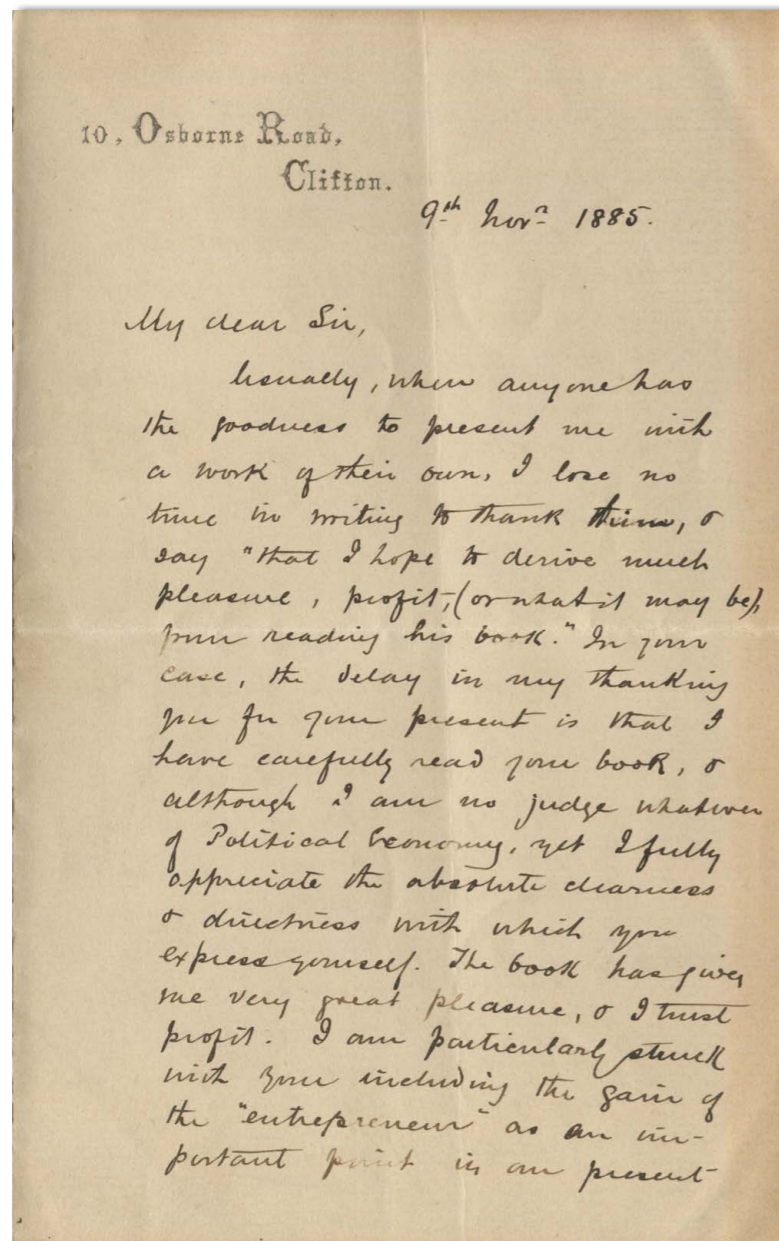 10, Osborne Road,
Clifton.
9th Novr 1885.
My dear Sir,
Usually, when anyone has
the goodness to present me with
a work of their own, I lose no
time in writing to thank them, &
say "that I hope to derive much
pleasure, profit, (or what it may be),
from reading his book." In your
case, the delay in my thanking
you for your present is that I
have carefully read your book, &
although I am no judge whatever
of Political Economy, yet I fully
appreciate the absolute clearness
& directness with which you
express yourself. The book has given
me very great pleasure, & I trust
profit. I am particularly struck
with your including the gain of
the "entrepreneur" as an im-
portant point in our present